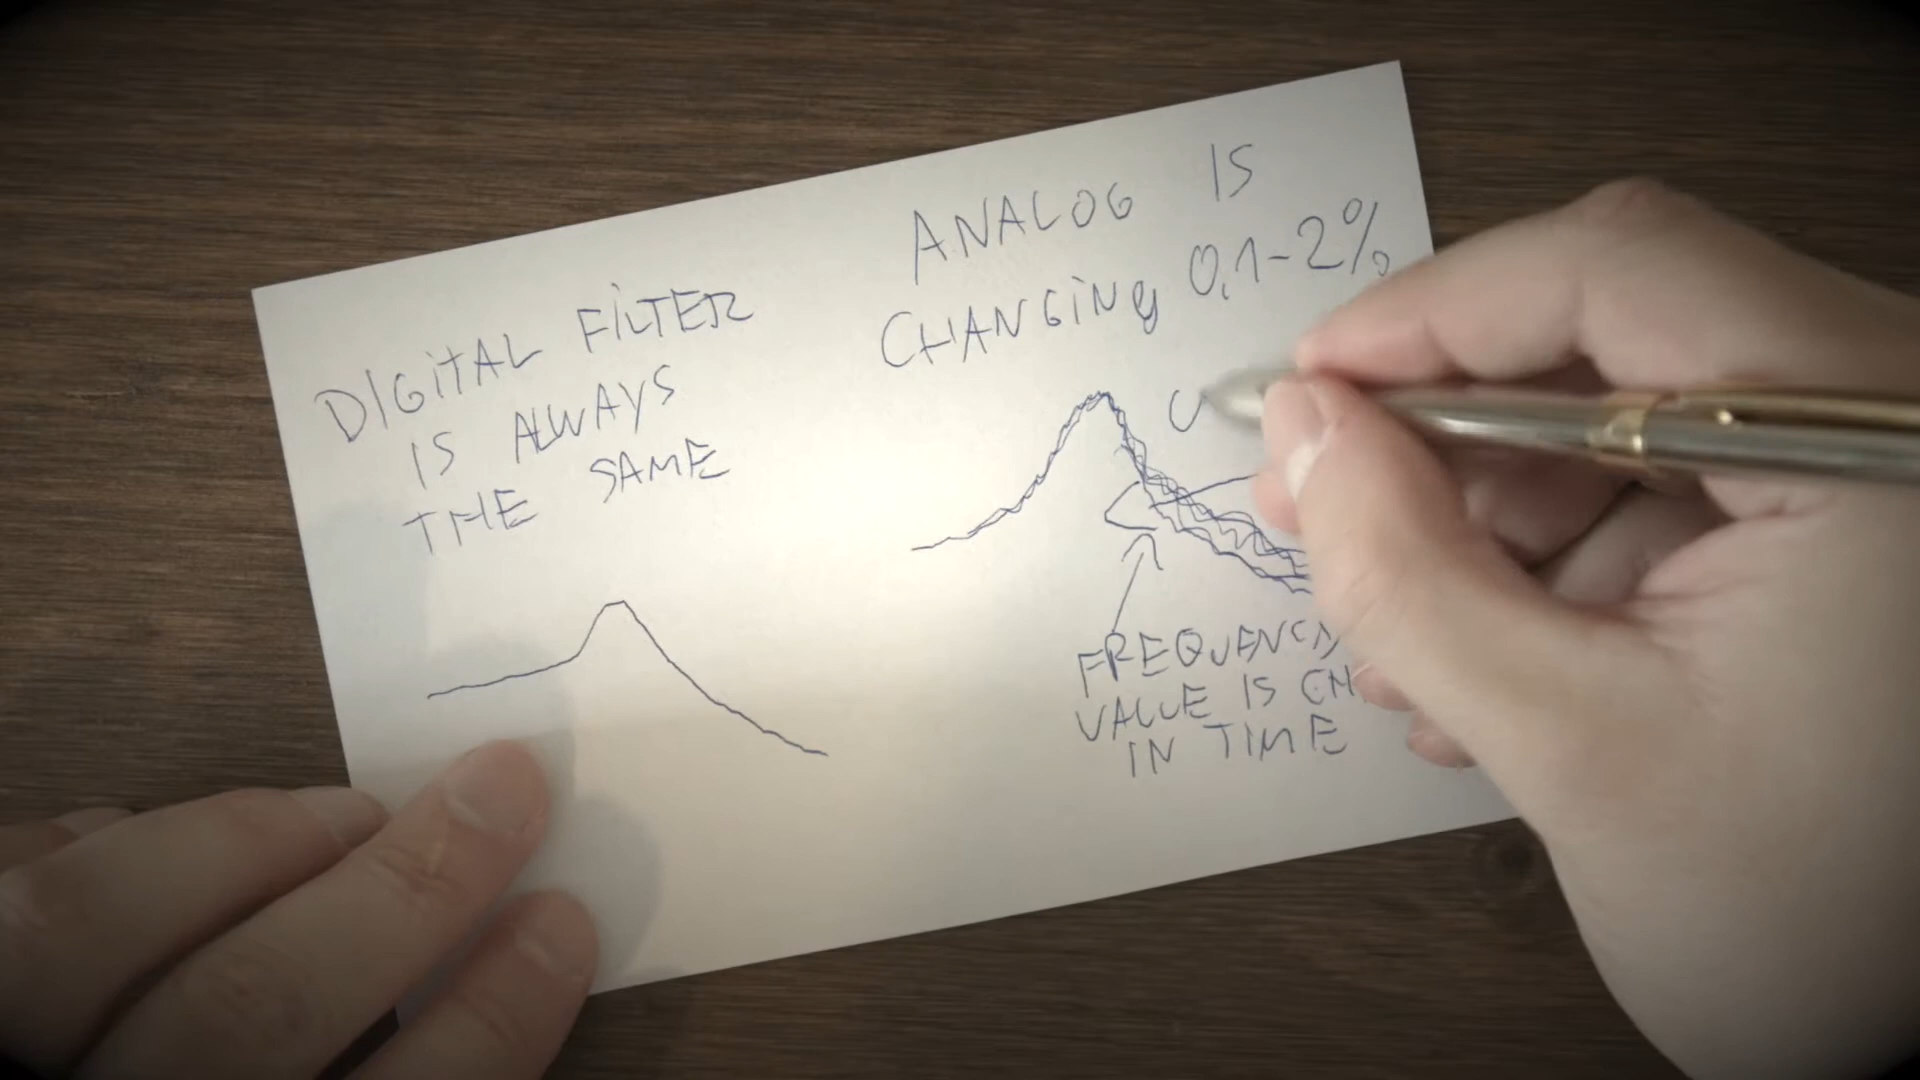 DIGITAL FILTER
IS ALWAYS
THE SAME
ANALOG IS
CHANGING 0,1-2%
FREQUENCY
VALUE IS
IN TIME